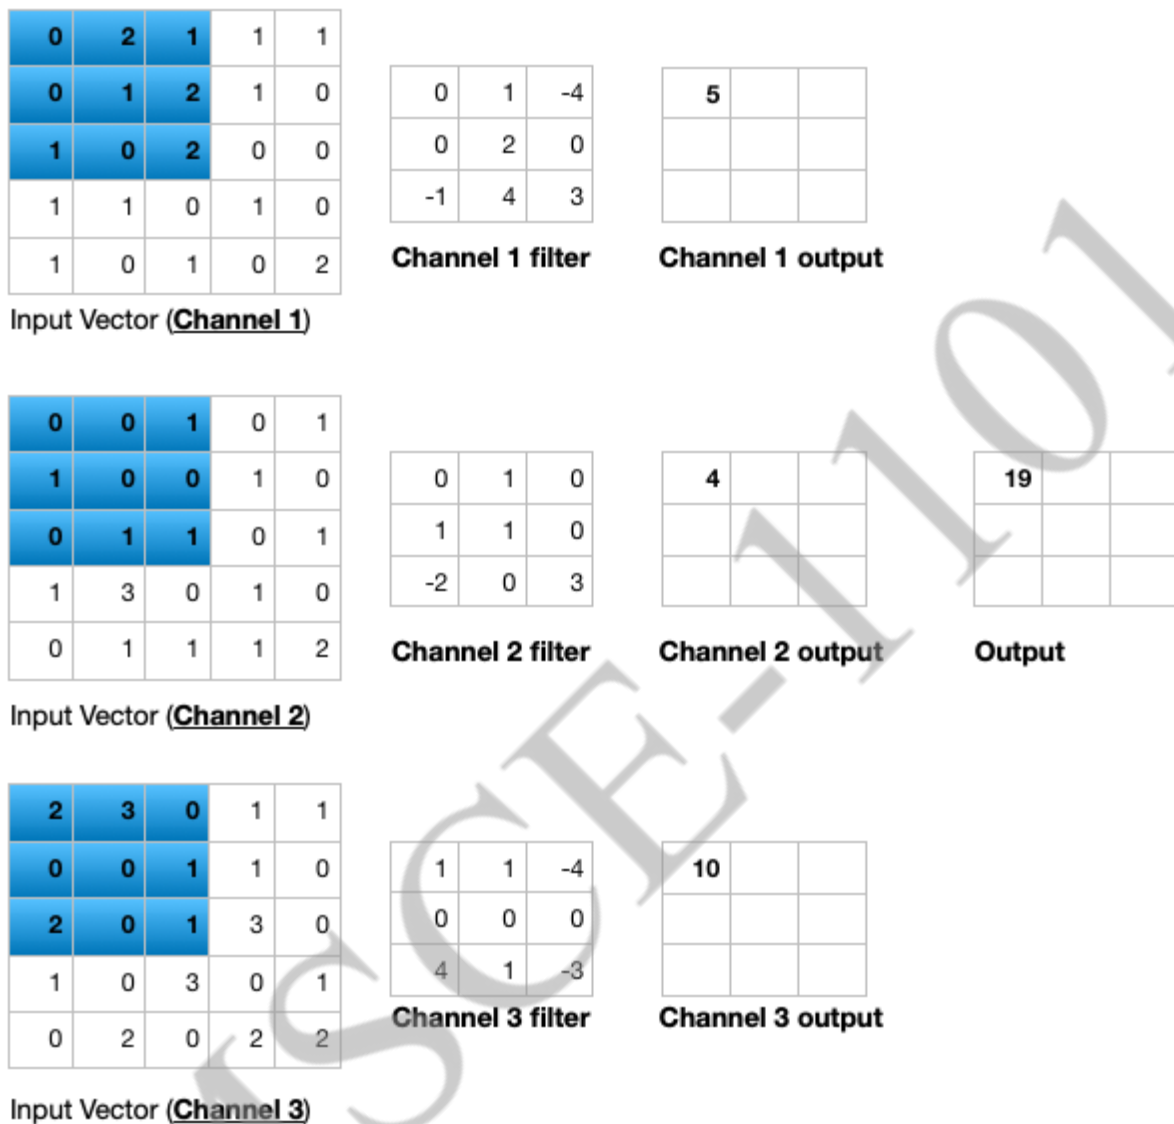 0 2 1 1 1
0 1 2 1 0
1 0 2 0 0
1 1 0 1 0
1 0 1 0 2
Input Vector (Channel 1)
0 1 -4
0 2 0
-1 4 3
Channel 1 filter
5
Channel 1 output
0 0 1 0 1
1 0 0 1 0
0 1 1 0 1
1 3 0 1 0
0 1 1 1 2
Input Vector (Channel 2)
0 1 0
1 1 0
-2 0 3
Channel 2 filter
4
Channel 2 output
19
Output
2 3 0 1 1
0 0 1 1 0
2 0 1 3 0
1 0 3 0 1
0 2 0 2 2
Input Vector (Channel 3)
1 1 -4
0 0 0
4 1 -3
Channel 3 filter
10
Channel 3 output
MSCE-1101